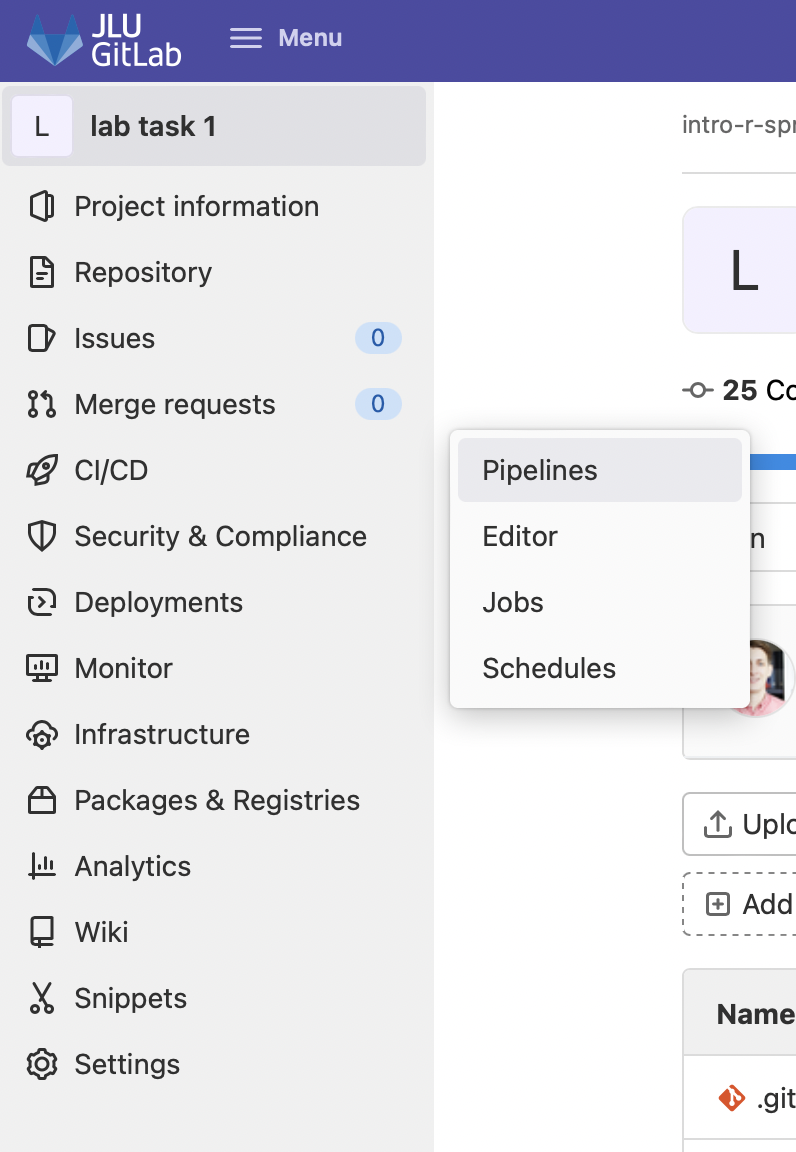 JLU
GitLab
Menu
L
lab task 1
Project information
Repository
Issues
0
Merge requests
0
CI/CD
Security & Compliance
Deployments
Monitor
Infrastructure
Packages & Registries
Analytics
Wiki
Snippets
Settings
Pipelines
Editor
Jobs
Schedules
intro-r-spr
L
25 Co
n
Uplo
Add
Name
.git